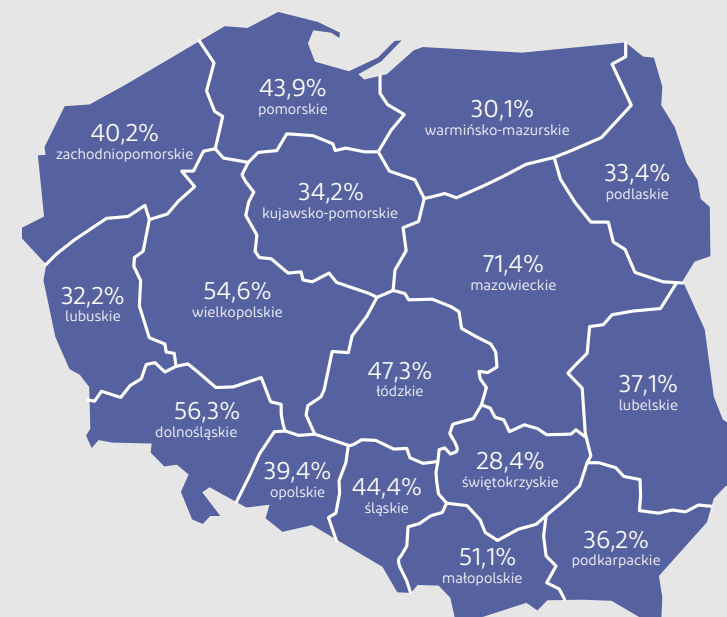 43,9%
pomorskie
30,1%
warmińsko-mazurskie
40,2%
zachodniopomorskie
33,4%
podlaskie
34,2%
kujawsko-pomorskie
71,4%
mazowieckie
32,2%
lubuskie
54,6%
wielkopolskie
47,3%
łódzkie
37,1%
lubelskie
56,3%
dolnośląskie
39,4%
opolskie
44,4%
śląskie
28,4%
świętokrzyskie
51,1%
małopolskie
36,2%
podkarpackie